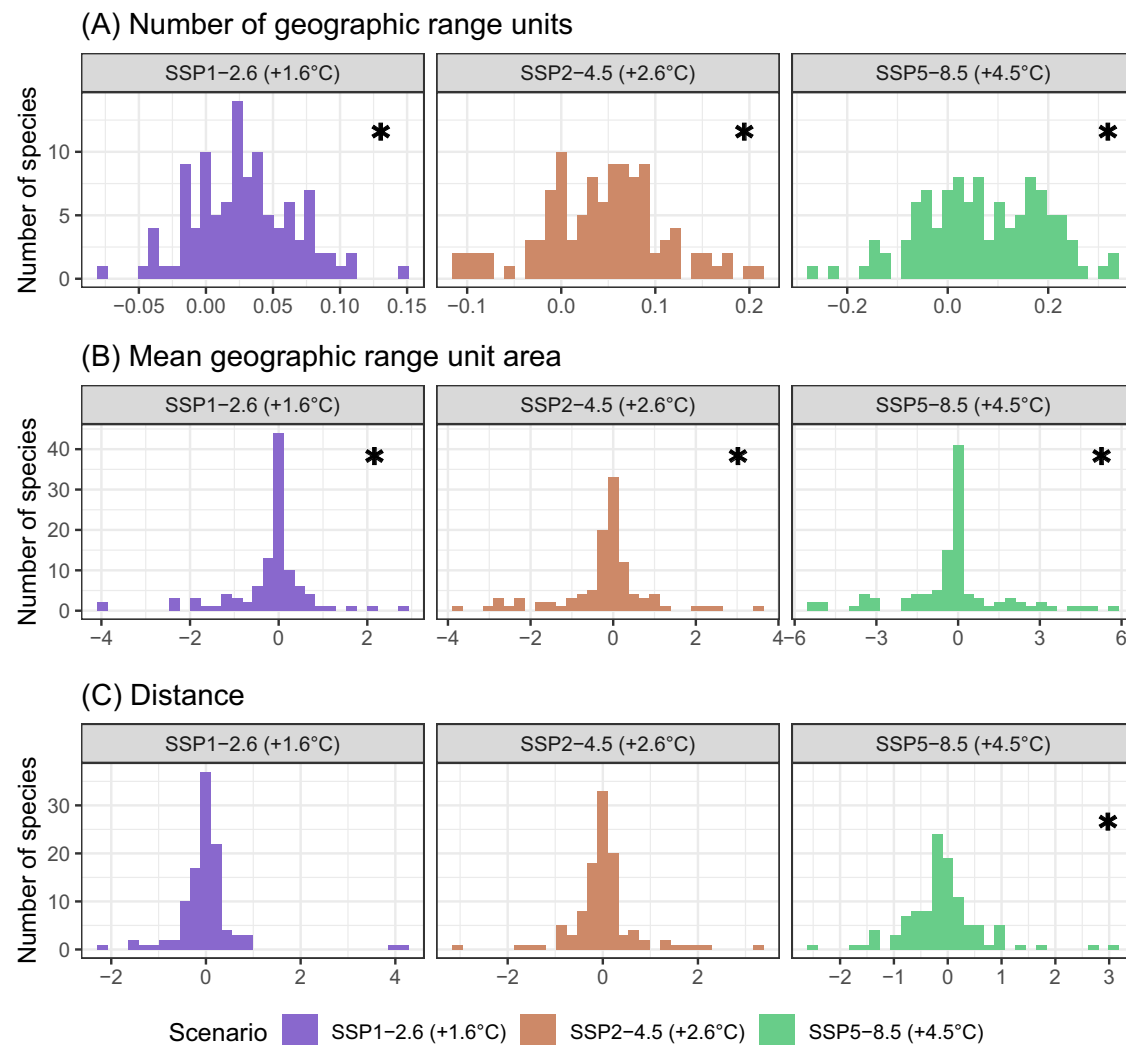 (A) Number of geographic range units
SSP1−2.6 (+1.6°C) SSP2−4.5 (+2.6°C) SSP5−8.5 (+4.5°C)
Number of species
10
5
0
−0.05 0.00 0.05 0.10 0.15 −0.1 0.0 0.1 0.2 −0.2 0.0 0.2
* * *
(B) Mean geographic range unit area
SSP1−2.6 (+1.6°C) SSP2−4.5 (+2.6°C) SSP5−8.5 (+4.5°C)
Number of species
40
30
20
10
0
−4 −2 0 2 −4 −2 0 2 4 −6 −3 0 3 6
* * *
(C) Distance
SSP1−2.6 (+1.6°C) SSP2−4.5 (+2.6°C) SSP5−8.5 (+4.5°C)
Number of species
30
20
10
0
−2 0 2 4 −2 0 2 −2 −1 0 1 2 3
*
Scenario SSP1−2.6 (+1.6°C) SSP2−4.5 (+2.6°C) SSP5−8.5 (+4.5°C)